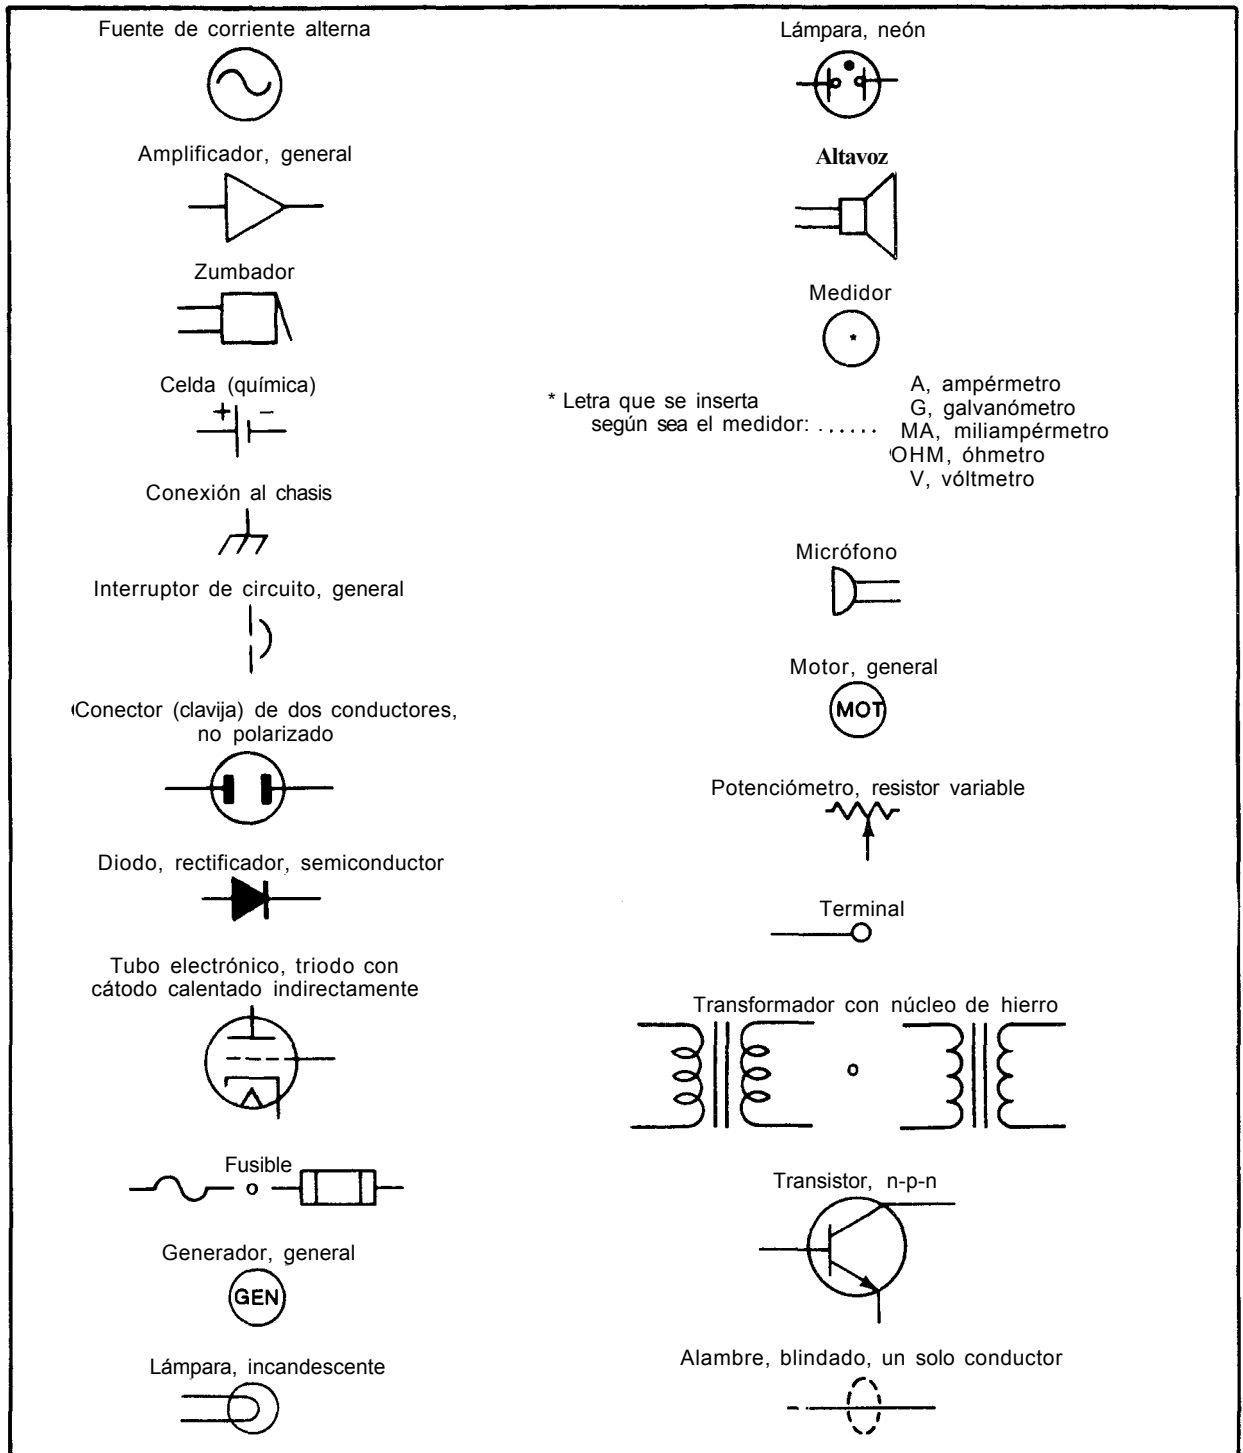 Fuente de corriente alterna
Amplificador, general
Zumbador
Celda (química)
+ −
Conexión al chasis
Interruptor de circuito, general
Conector (clavija) de dos conductores,
no polarizado
Diodo, rectificador, semiconductor
Tubo electrónico, triodo con
cátodo calentado indirectamente
Fusible
o
Generador, general
GEN
Lámpara, incandescente
Lámpara, neón
Altavoz
Medidor
*
* Letra que se inserta
según sea el medidor: ......
A, ampérmetro
G, galvanómetro
MA, miliampérmetro
OHM, óhmetro
V, vóltmetro
Micrófono
Motor, general
MOT
Potenciómetro, resistor variable
Terminal
Transformador con núcleo de hierro
o
Transistor, n-p-n
Alambre, blindado, un solo conductor